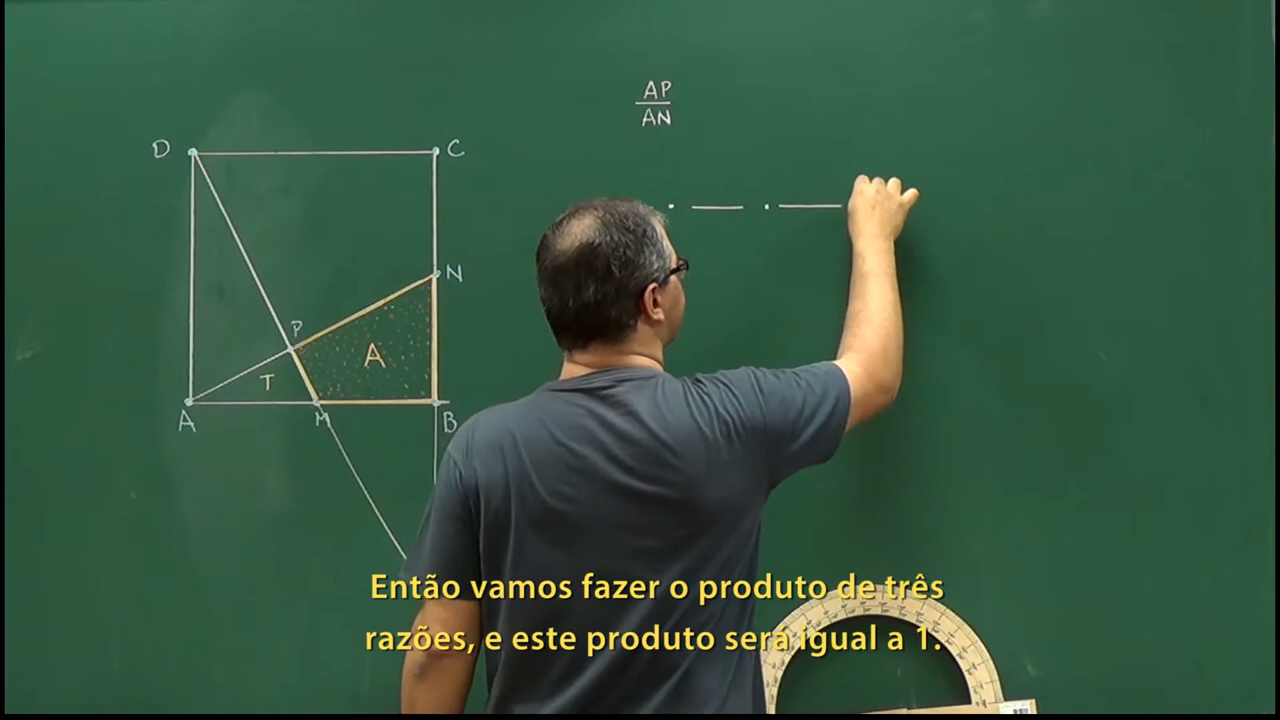 AP
AN
D
C
N
P
A
T
A
M
B
Então vamos fazer o produto de três
razões, e este produto será igual a 1.